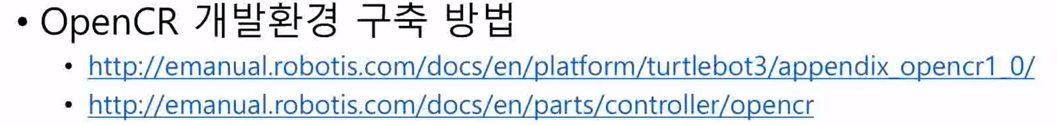 • OpenCR 개발환경 구축 방법
• http://emanual.robotis.com/docs/en/platform/turtlebot3/appendix_opencr1_0/
• http://emanual.robotis.com/docs/en/parts/controller/opencr